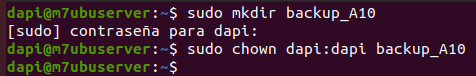 dapi@m7ubuserver:~$ sudo mkdir backup_A10
[sudo] contraseña para dapi:
dapi@m7ubuserver:~$ sudo chown dapi:dapi backup_A10
dapi@m7ubuserver:~$